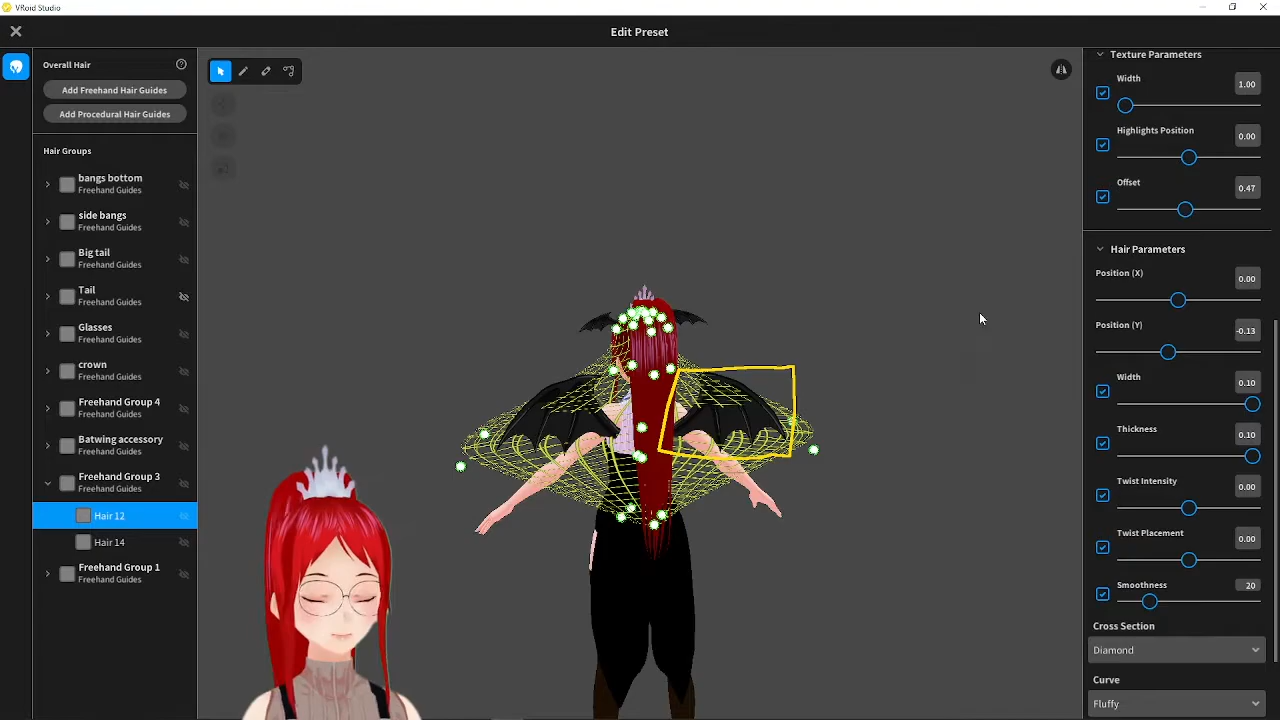 VRoid Studio
Edit Preset
Overall Hair
Add Freehand Hair Guides
Add Procedural Hair Guides
Hair Groups
bangs bottom
Freehand Guides
side bangs
Freehand Guides
Big tail
Freehand Guides
Tail
Freehand Guides
Glasses
Freehand Guides
crown
Freehand Guides
Freehand Group 4
Freehand Guides
Batwing accessory
Freehand Guides
Freehand Group 3
Freehand Guides
Hair 12
Hair 14
Freehand Group 1
Freehand Guides
Texture Parameters
Width
1.00
Highlights Position
0.00
Offset
0.47
Hair Parameters
Position (X)
0.00
Position (Y)
-0.13
Width
0.10
Thickness
0.10
Twist Intensity
0.00
Twist Placement
0.00
Smoothness
20
Cross Section
Diamond
Curve
Fluffy